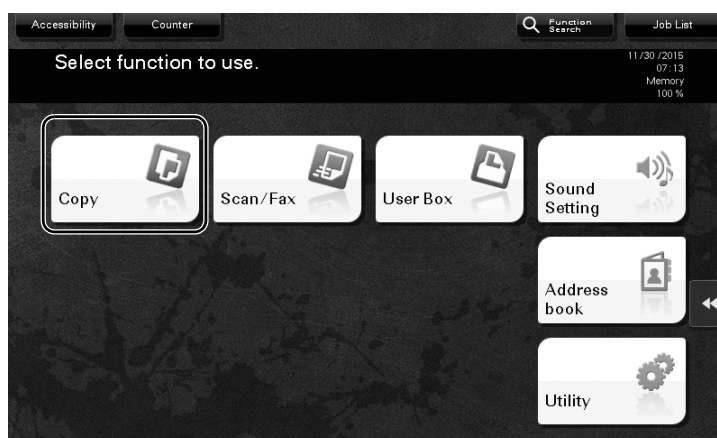 Accessibility
Counter
Function
Search
Job List
Select function to use.
11/30 /2015
07:13
Memory
100 %
Copy
Scan/Fax
User Box
Sound
Setting
Address
book
Utility